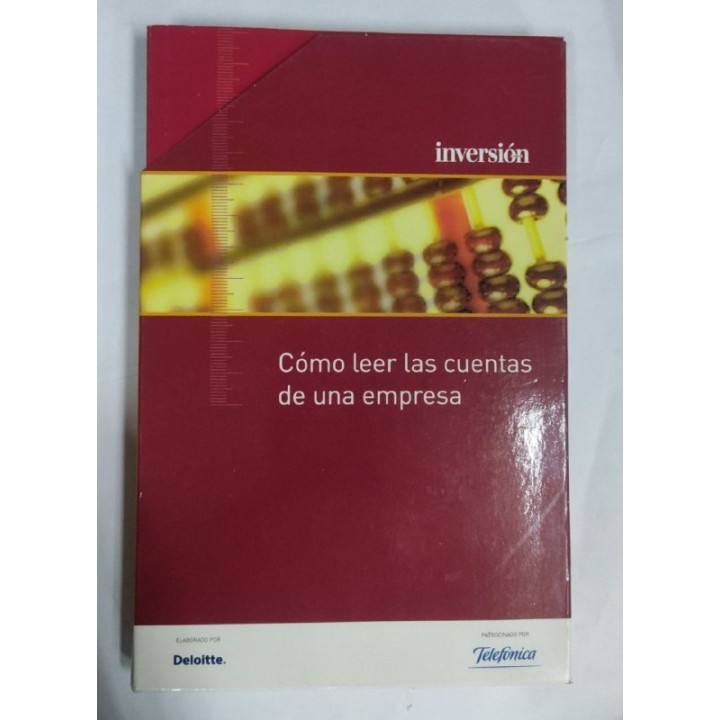 inversión
Cómo leer las cuentas
de una empresa
ELABORADO POR
Deloitte.
PATROCINADO POR
Telefónica